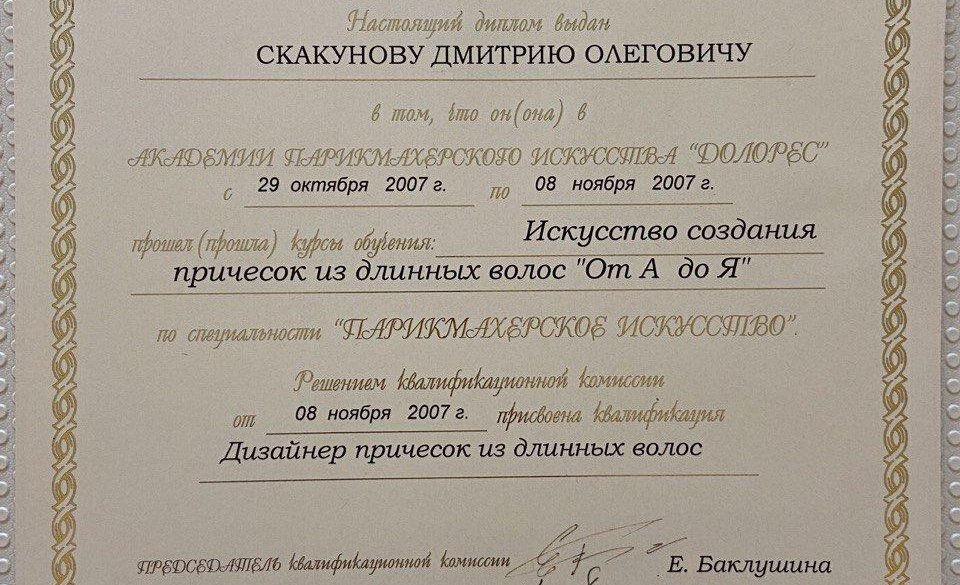 Настоящий диплом выдан
СКАКУНОВУ ДМИТРИЮ ОЛЕГОВИЧУ
в том, что он(она) в
АКАДЕМИИ ПАРИКМАХЕРСКОГО ИСКУССТВА "ДОЛОРЕС"
с 29 октября 2007 г. по 08 ноября 2007 г.
прошел (прошла) курсы обучения: Искусство создания
причесок из длинных волос "От А до Я"
по специальности "ПАРИКМАХЕРСКОЕ ИСКУССТВО".
Решением квалификационной комиссии
от 08 ноября 2007 г. присвоена квалификация
Дизайнер причесок из длинных волос
ПРЕДСЕДАТЕЛЬ квалификационной комиссии Е. Баклушина